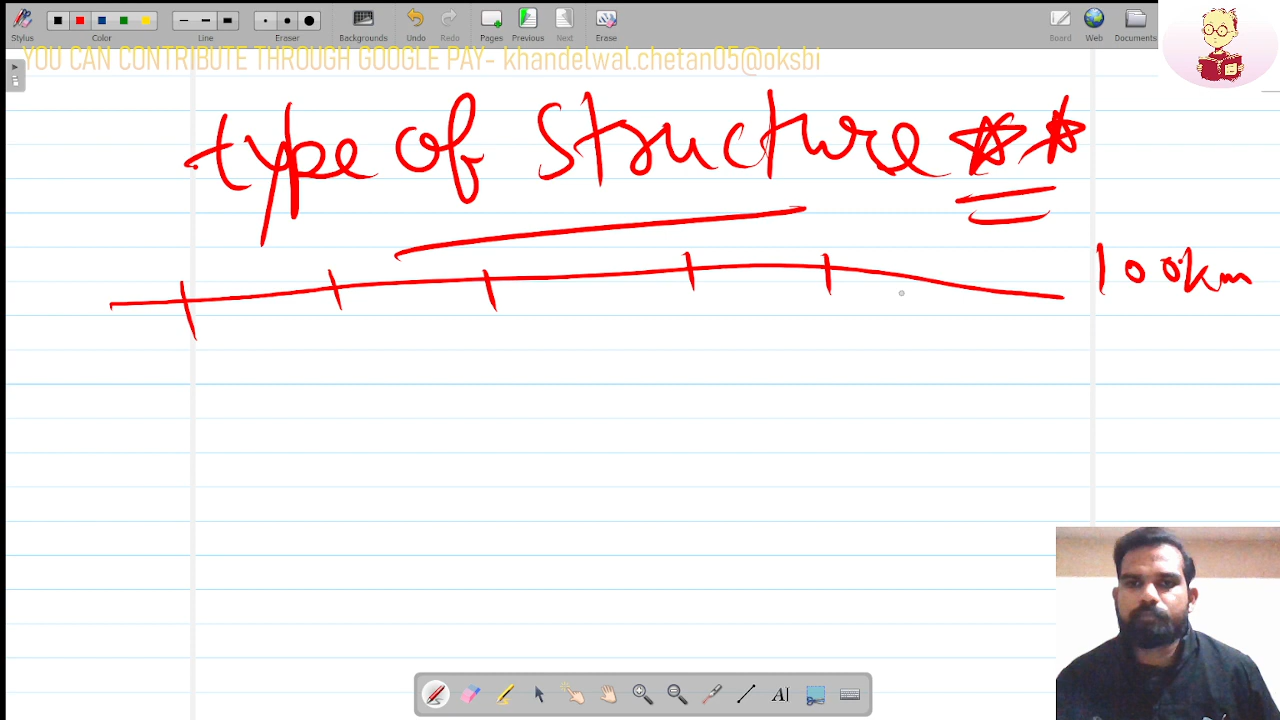 Stylus
Color
Line
Eraser
Backgrounds
Undo
Redo
Pages
Previous
Next
Erase
Board
Web
Documents
YOU CAN CONTRIBUTE THROUGH GOOGLE PAY- khandelwal.chetan05@oksbi
type of structure
100km
AI